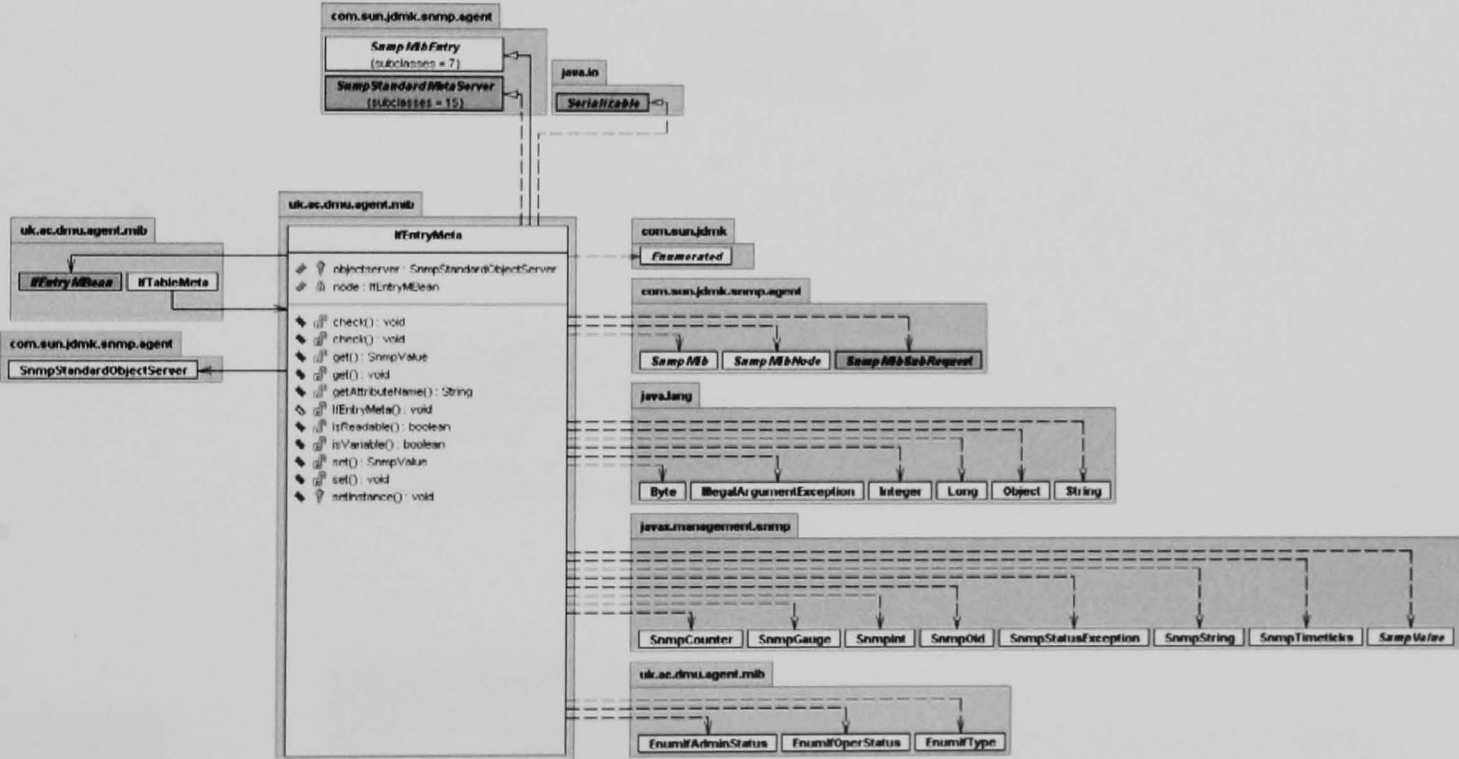 com.sun.jdmk.snmp.agent
SnmpMibEntry
(subclasses = 7)
SnmpStandardMetaServer
(subclasses = 15)
java.io
Serializable
uk.ac.dmu.agent.mib
IfEntryMBean IfTableMeta
com.sun.jdmk.snmp.agent
SnmpStandardObjectServer
uk.ac.dmu.agent.mib
IfEntryMeta
objectserver : SnmpStandardObjectServer
node : IfEntryMBean
check() : void
check() : void
get() : SnmpValue
get() : void
getAttributeName() : String
IfEntryMeta() : void
isReadable() : boolean
isVariable() : boolean
set() : SnmpValue
set() : void
setInstance() : void
com.sun.jdmk
Enumerated
com.sun.jdmk.snmp.agent
SnmpMib SnmpMibNode SnmpMibSubRequest
java.lang
Byte IllegalArgumentException Integer Long Object String
javax.management.snmp
SnmpCounter SnmpGauge SnmpInt SnmpOid SnmpStatusException SnmpString SnmpTimeticks SnmpValue
uk.ac.dmu.agent.mib
EnumIfAdminStatus EnumIfOperStatus EnumIfType